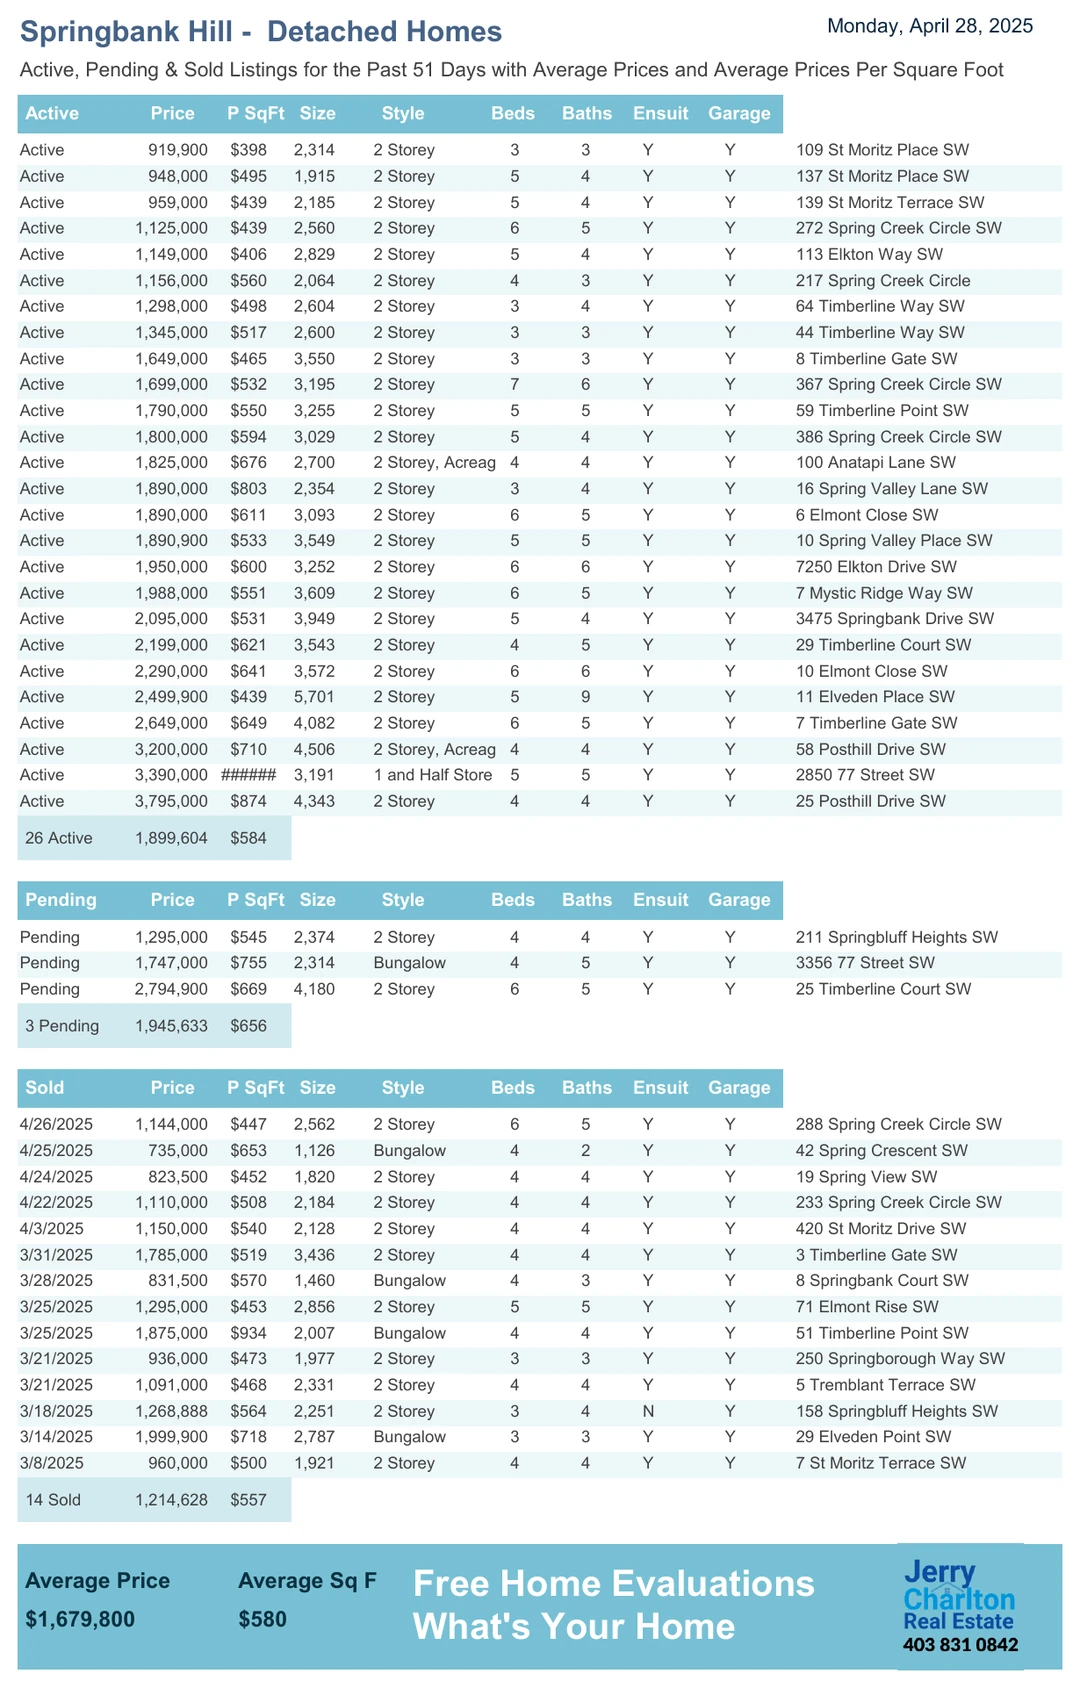 Springbank Hill -  Detached Homes
Monday, April 28, 2025
Active, Pending & Sold Listings for the Past 51 Days with Average Prices and Average Prices Per Square Foot
Active Price P SqFt Size Style Beds Baths Ensuit Garage
Active 919,900 $398 2,314 2 Storey 3 3 Y Y 109 St Moritz Place SW
Active 948,000 $495 1,915 2 Storey 5 4 Y Y 137 St Moritz Place SW
Active 959,000 $439 2,185 2 Storey 5 4 Y Y 139 St Moritz Terrace SW
Active 1,125,000 $439 2,560 2 Storey 6 5 Y Y 272 Spring Creek Circle SW
Active 1,149,000 $406 2,829 2 Storey 5 4 Y Y 113 Elkton Way SW
Active 1,156,000 $560 2,064 2 Storey 4 3 Y Y 217 Spring Creek Circle
Active 1,298,000 $498 2,604 2 Storey 3 4 Y Y 64 Timberline Way SW
Active 1,345,000 $517 2,600 2 Storey 3 3 Y Y 44 Timberline Way SW
Active 1,649,000 $465 3,550 2 Storey 3 3 Y Y 8 Timberline Gate SW
Active 1,699,000 $532 3,195 2 Storey 7 6 Y Y 367 Spring Creek Circle SW
Active 1,790,000 $550 3,255 2 Storey 5 5 Y Y 59 Timberline Point SW
Active 1,800,000 $594 3,029 2 Storey 5 4 Y Y 386 Spring Creek Circle SW
Active 1,825,000 $676 2,700 2 Storey, Acreag 4 4 Y Y 100 Anatapi Lane SW
Active 1,890,000 $803 2,354 2 Storey 3 4 Y Y 16 Spring Valley Lane SW
Active 1,890,000 $611 3,093 2 Storey 6 5 Y Y 6 Elmont Close SW
Active 1,890,900 $533 3,549 2 Storey 5 5 Y Y 10 Spring Valley Place SW
Active 1,950,000 $600 3,252 2 Storey 6 6 Y Y 7250 Elkton Drive SW
Active 1,988,000 $551 3,609 2 Storey 6 5 Y Y 7 Mystic Ridge Way SW
Active 2,095,000 $531 3,949 2 Storey 5 4 Y Y 3475 Springbank Drive SW
Active 2,199,000 $621 3,543 2 Storey 4 5 Y Y 29 Timberline Court SW
Active 2,290,000 $641 3,572 2 Storey 6 6 Y Y 10 Elmont Close SW
Active 2,499,900 $439 5,701 2 Storey 5 9 Y Y 11 Elveden Place SW
Active 2,649,000 $649 4,082 2 Storey 6 5 Y Y 7 Timberline Gate SW
Active 3,200,000 $710 4,506 2 Storey, Acreag 4 4 Y Y 58 Posthill Drive SW
Active 3,390,000 ###### 3,191 1 and Half Store 5 5 Y Y 2850 77 Street SW
Active 3,795,000 $874 4,343 2 Storey 4 4 Y Y 25 Posthill Drive SW
26 Active 1,899,604 $584
Pending Price P SqFt Size Style Beds Baths Ensuit Garage
Pending 1,295,000 $545 2,374 2 Storey 4 4 Y Y 211 Springbluff Heights SW
Pending 1,747,000 $755 2,314 Bungalow 4 5 Y Y 3356 77 Street SW
Pending 2,794,900 $669 4,180 2 Storey 6 5 Y Y 25 Timberline Court SW
3 Pending 1,945,633 $656
Sold Price P SqFt Size Style Beds Baths Ensuit Garage
4/26/2025 1,144,000 $447 2,562 2 Storey 6 5 Y Y 288 Spring Creek Circle SW
4/25/2025 735,000 $653 1,126 Bungalow 4 2 Y Y 42 Spring Crescent SW
4/24/2025 823,500 $452 1,820 2 Storey 4 4 Y Y 19 Spring View SW
4/22/2025 1,110,000 $508 2,184 2 Storey 4 4 Y Y 233 Spring Creek Circle SW
4/3/2025 1,150,000 $540 2,128 2 Storey 4 4 Y Y 420 St Moritz Drive SW
3/31/2025 1,785,000 $519 3,436 2 Storey 4 4 Y Y 3 Timberline Gate SW
3/28/2025 831,500 $570 1,460 Bungalow 4 3 Y Y 8 Springbank Court SW
3/25/2025 1,295,000 $453 2,856 2 Storey 5 5 Y Y 71 Elmont Rise SW
3/25/2025 1,875,000 $934 2,007 Bungalow 4 4 Y Y 51 Timberline Point SW
3/21/2025 936,000 $473 1,977 2 Storey 3 3 Y Y 250 Springborough Way SW
3/21/2025 1,091,000 $468 2,331 2 Storey 4 4 Y Y 5 Tremblant Terrace SW
3/18/2025 1,268,888 $564 2,251 2 Storey 3 4 N Y 158 Springbluff Heights SW
3/14/2025 1,999,900 $718 2,787 Bungalow 3 3 Y Y 29 Elveden Point SW
3/8/2025 960,000 $500 1,921 2 Storey 4 4 Y Y 7 St Moritz Terrace SW
14 Sold 1,214,628 $557
Average Price Average Sq F
$1,679,800 $580
Free Home Evaluations
What's Your Home
Jerry
Charlton
Real Estate
403 831 0842